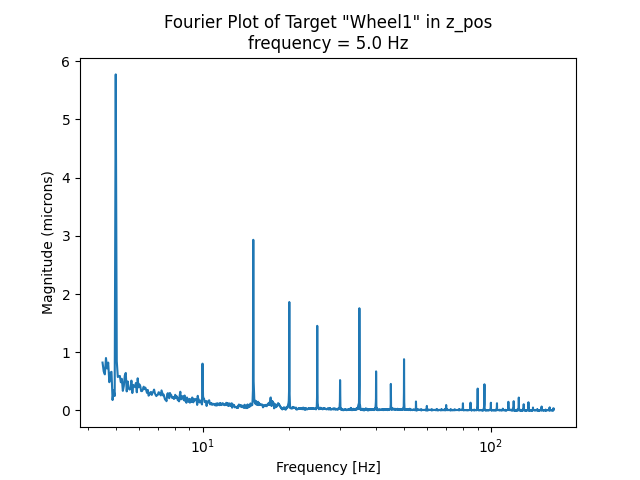 Fourier Plot of Target "Wheel1" in z_pos
frequency = 5.0 Hz
6
5
4
3
2
1
0
Magnitude (microns)
10¹
10²
Frequency [Hz]